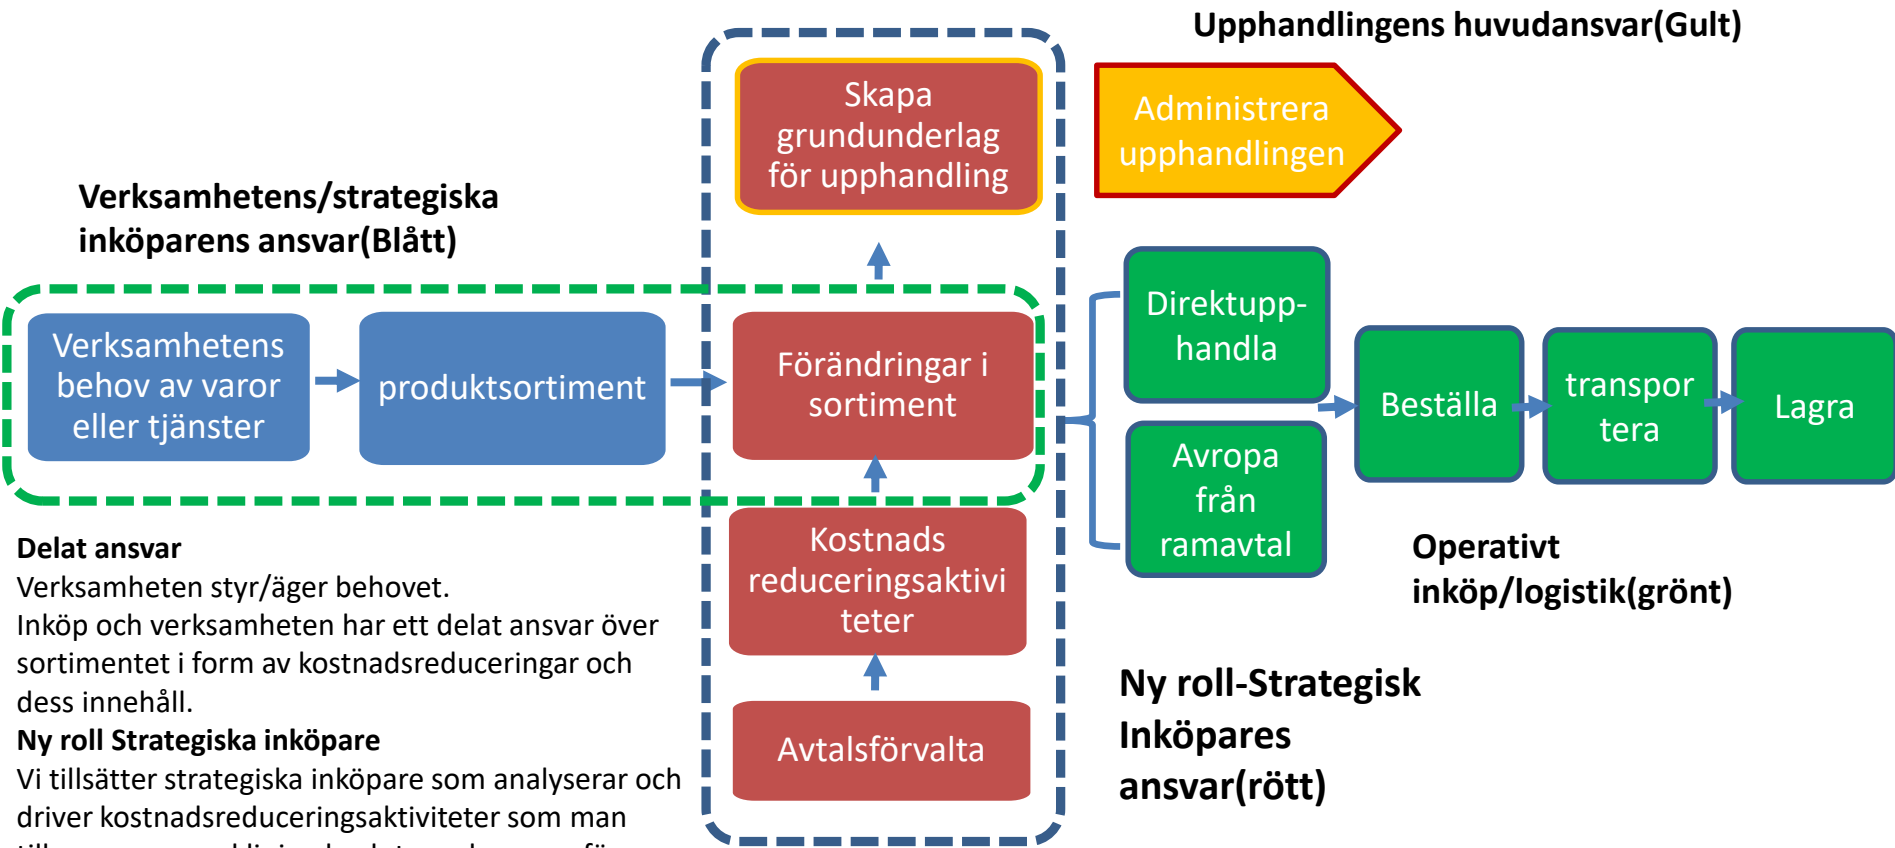 Upphandlingens huvudansvar(Gult)
Skapa
grundunderlag
för upphandling
Administrera
upphandlingen
Verksamhetens/strategiska
inköparens ansvar(Blått)
Verksamhetens
behov av varor
eller tjänster
produktsortiment
Förändringar i
sortiment
Direktupp-
handla
Avropa
från
ramavtal
Beställa
transpor
tera
Lagra
Kostnads
reduceringsaktivi
teter
Avtalsförvalta
Operativt
inköp/logistik(grönt)
Ny roll-Strategisk
Inköpares
ansvar(rött)
Delat ansvar
Verksamheten styr/äger behovet.
Inköp och verksamheten har ett delat ansvar över
sortimentet i form av kostnadsreduceringar och
dess innehåll.
Ny roll Strategiska inköpare
Vi tillsätter strategiska inköpare som analyserar och
driver kostnadsreduceringsaktiviteter som man